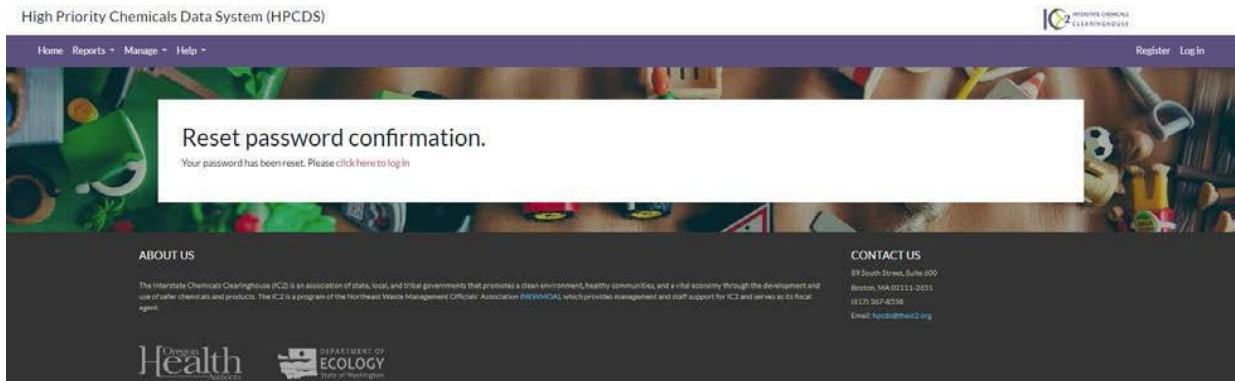 High Priority Chemicals Data System (HPCDS)
IC2 INTERSTATE CHEMICALS
CLEARINGHOUSE
Home Reports Manage Help Register Log in
Reset password confirmation.
Your password has been reset. Please click here to log in
ABOUT US
The Interstate Chemicals Clearinghouse (IC2) is an association of state, local, and tribal governments that promotes a clean environment, healthy communities, and a vital economy through the development and
use of safer chemicals and products. The IC2 is a program of the Northeast Waste Management Officials' Association (NEWMOA), which provides management and staff support for IC2 and serves as its fiscal
agent.
CONTACT US
89 South Street, Suite 600
Boston, MA 02111-2651
(617) 367-8558
Email: hpcds@theic2.org
Oregon
Health
Authority
DEPARTMENT OF
ECOLOGY
State of Washington